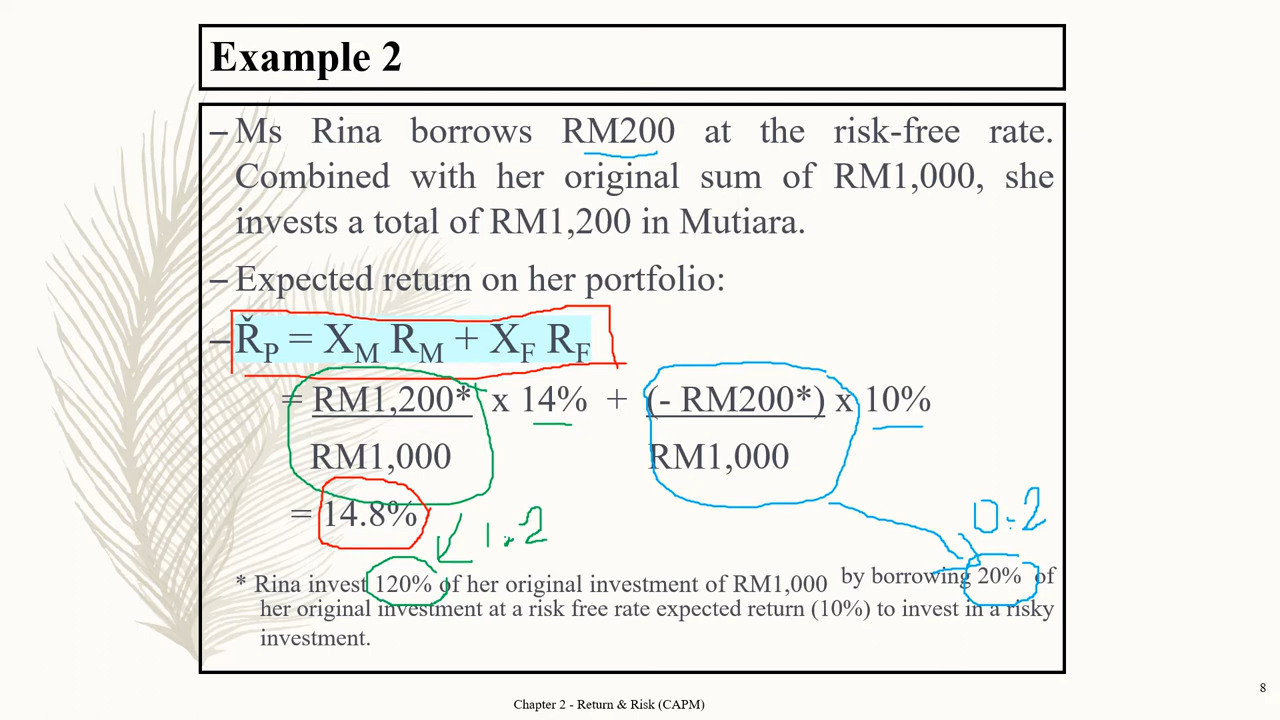 Example 2
– Ms Rina borrows RM200 at the risk-free rate.
Combined with her original sum of RM1,000, she
invests a total of RM1,200 in Mutiara.
– Expected return on her portfolio:
– Ř_P = X_M R_M + X_F R_F
= RM1,200* x 14% + (- RM200*) x 10%
RM1,000 RM1,000
= 14.8%
1.2
0.2
* Rina invest 120% of her original investment of RM1,000 by borrowing 20% of
her original investment at a risk free rate expected return (10%) to invest in a risky
investment.
8
Chapter 2 - Return & Risk (CAPM)